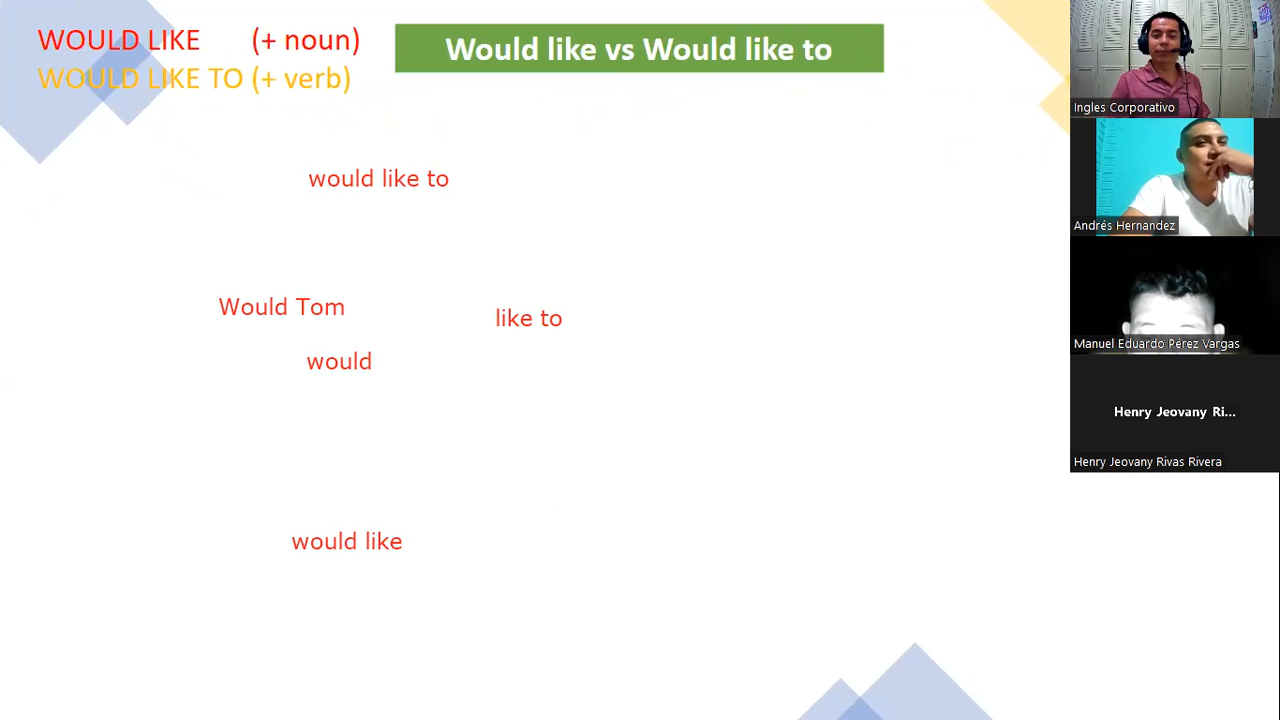 WOULD LIKE (+ noun)
WOULD LIKE TO (+ verb)
Would like vs Would like to
would like to
Would Tom
like to
would
would like
Ingles Corporativo
Andrés Hernandez
Manuel Eduardo Pérez Vargas
Henry Jeovany Ri...
Henry Jeovany Rivas Rivera